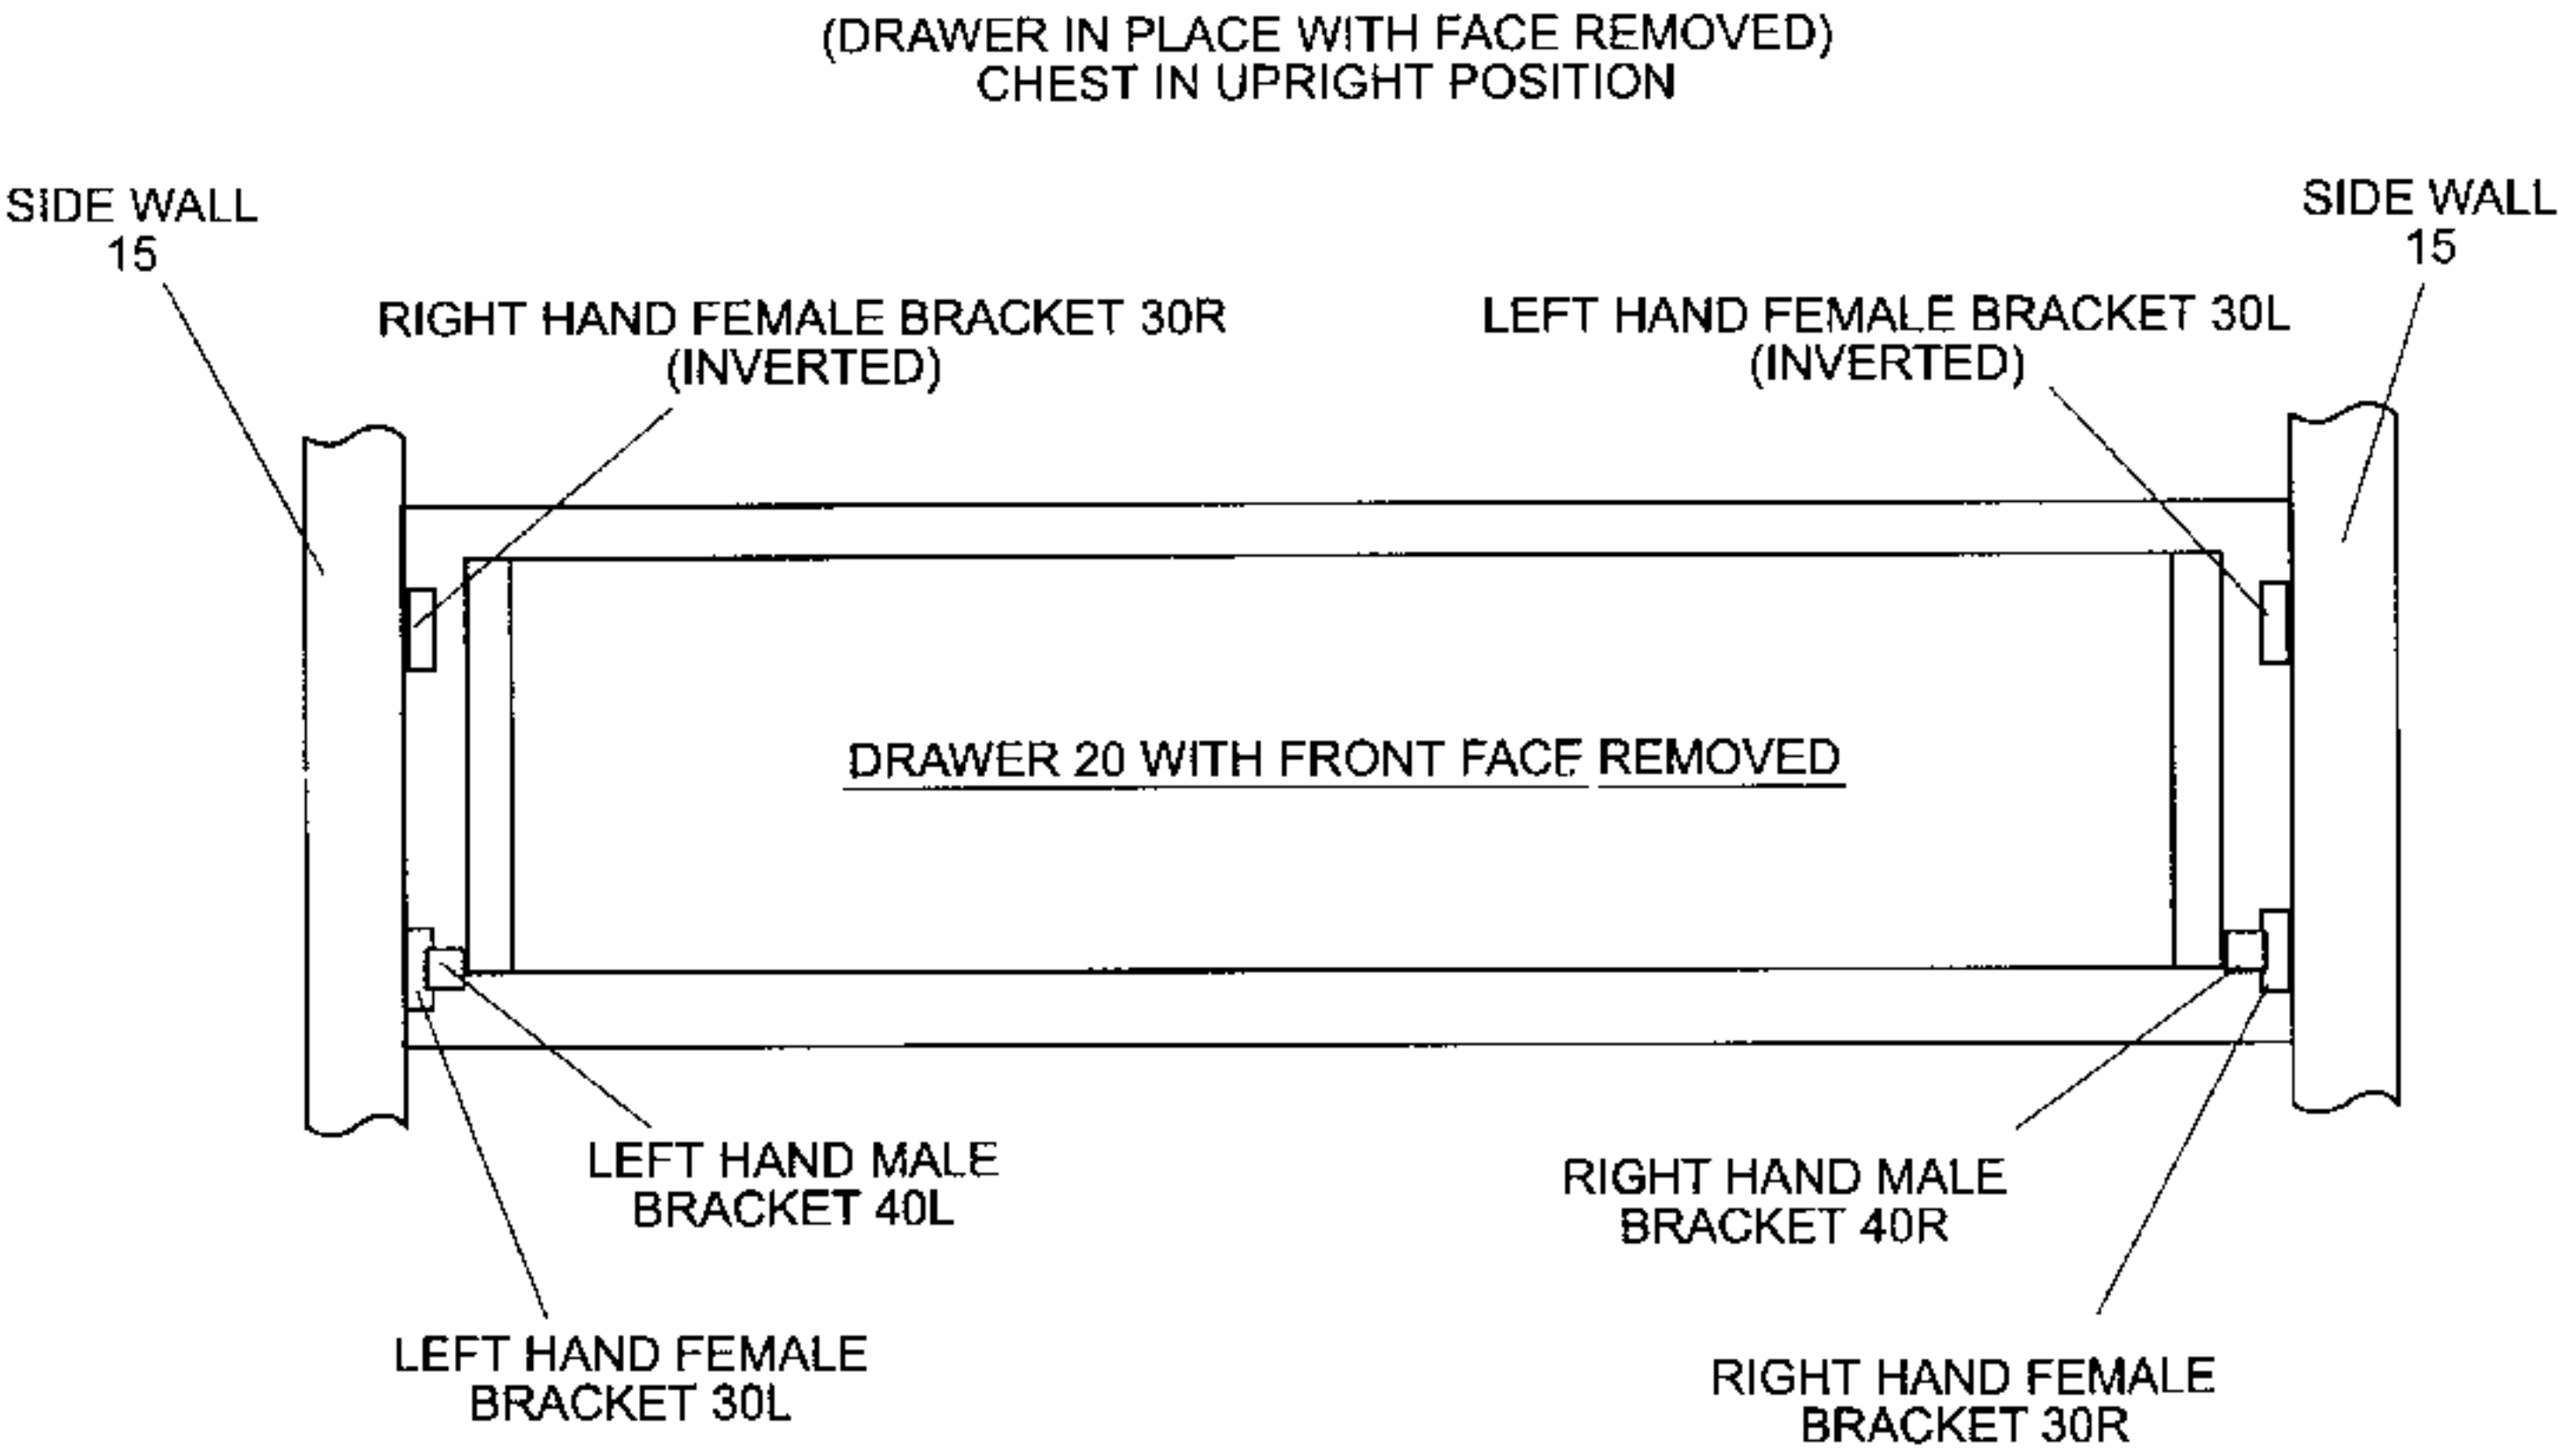 (DRAWER IN PLACE WITH FACE REMOVED)
CHEST IN UPRIGHT POSITION
SIDE WALL
15
SIDE WALL
15
RIGHT HAND FEMALE BRACKET 30R
(INVERTED)
LEFT HAND FEMALE BRACKET 30L
(INVERTED)
DRAWER 20 WITH FRONT FACE REMOVED
LEFT HAND MALE
BRACKET 40L
RIGHT HAND MALE
BRACKET 40R
LEFT HAND FEMALE
BRACKET 30L
RIGHT HAND FEMALE
BRACKET 30R